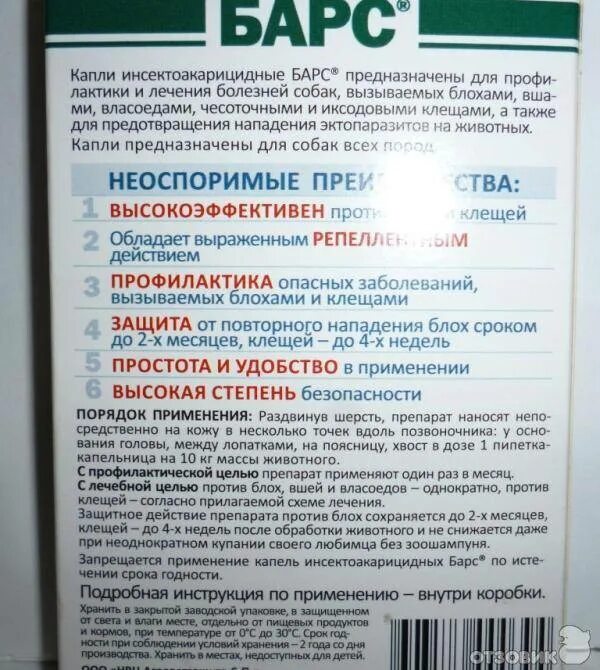 БАРС®
Капли инсектоакарицидные БАРС® предназначены для профи-
лактики и лечения болезней собак, вызываемых блохами, вша-
ми, власоедами, чесоточными и иксодовыми клещами, а также
для предотвращения нападения эктопаразитов на животных.
Капли предназначены для собак всех пород.
НЕОСПОРИМЫЕ ПРЕИ ЕСТВА:
1 ВЫСОКОЭФФЕКТИВЕН проти и клещей
2 Обладает выраженным РЕПЕЛЛЕНТНЫМ
действием
3 ПРОФИЛАКТИКА опасных заболеваний,
вызываемых блохами и клещами
4 ЗАЩИТА от повторного нападения блох сроком
до 2-х месяцев, клещей – до 4-х недель
5 ПРОСТОТА И УДОБСТВО в применении
6 ВЫСОКАЯ СТЕПЕНЬ безопасности
ПОРЯДОК ПРИМЕНЕНИЯ: Раздвинув шерсть, препарат наносят непо-
средственно на кожу в несколько точек вдоль позвоночника: у ос-
нования головы, между лопатками, на поясницу, хвост в дозе 1 пипетка-
капельница на 10 кг массы животного.
С профилактической целью препарат применяют один раз в месяц.
С лечебной целью против блох, вшей и власоедов – однократно, против
клещей – согласно прилагаемой схеме лечения.
Защитное действие препарата против блох сохраняется до 2-х месяцев,
клещей – до 4-х недель после обработки животного и не снижается даже
при неоднократном купании своего любимца без зоошампуня.
Запрещается применение капель инсектоакарицидных Барс® по исте-
чении срока годности.
Подробная инструкция по применению – внутри коробки.
Хранить в закрытой заводской упаковке, в защищенном
от света и влаги месте, отдельно от пищевых продуктов
и кормов, при температуре от 0°С до 30°С. Срок год-
ности при соблюдении условий хранения – 2 года со дня
производства. Хранить в местах, недоступных для детей.
ОТЗОВИК